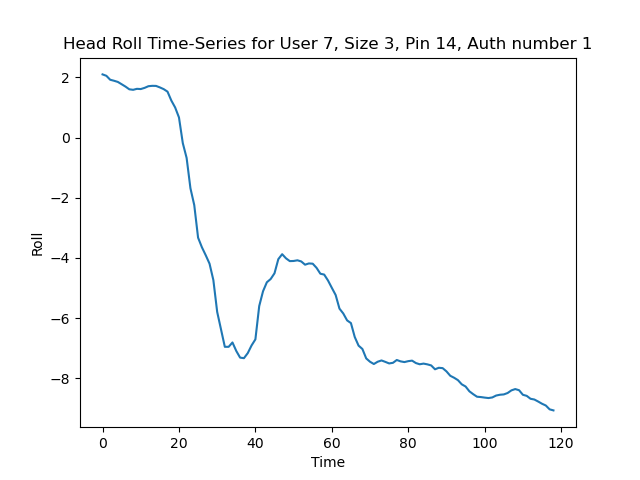 Head Roll Time-Series for User 7, Size 3, Pin 14, Auth number 1
2
0
−2
−4
−6
−8
Roll
0 20 40 60 80 100 120
Time